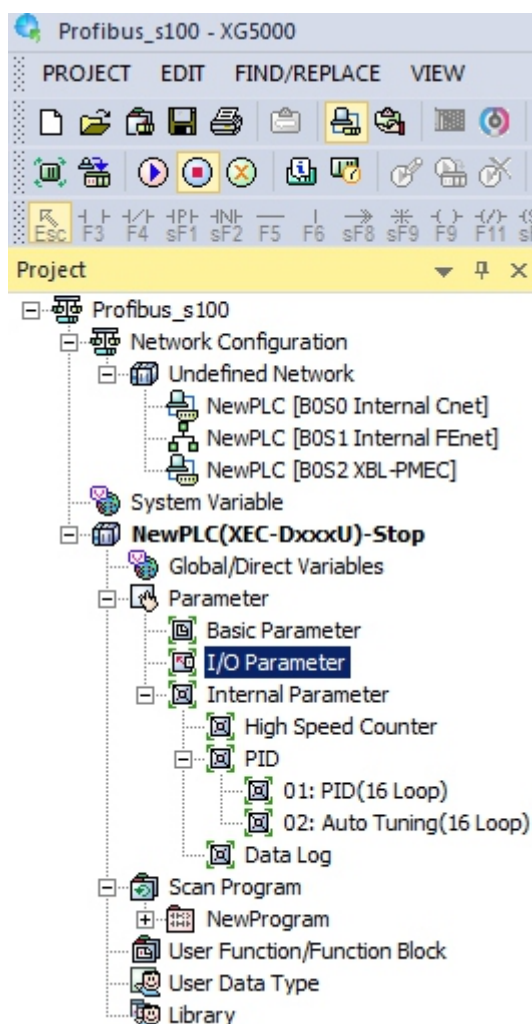 Profibus_s100 - XG5000
PROJECT EDIT FIND/REPLACE VIEW
Esc F3 F4 sF1 sF2 F5 F6 sF8 sF9 F9 F11
Project
Profibus_s100
Network Configuration
Undefined Network
NewPLC [B0S0 Internal Cnet]
NewPLC [B0S1 Internal FEnet]
NewPLC [B0S2 XBL-PMEC]
System Variable
NewPLC(XEC-DxxxU)-Stop
Global/Direct Variables
Parameter
Basic Parameter
I/O Parameter
Internal Parameter
High Speed Counter
PID
01: PID(16 Loop)
02: Auto Tuning(16 Loop)
Data Log
Scan Program
NewProgram
User Function/Function Block
User Data Type
Library